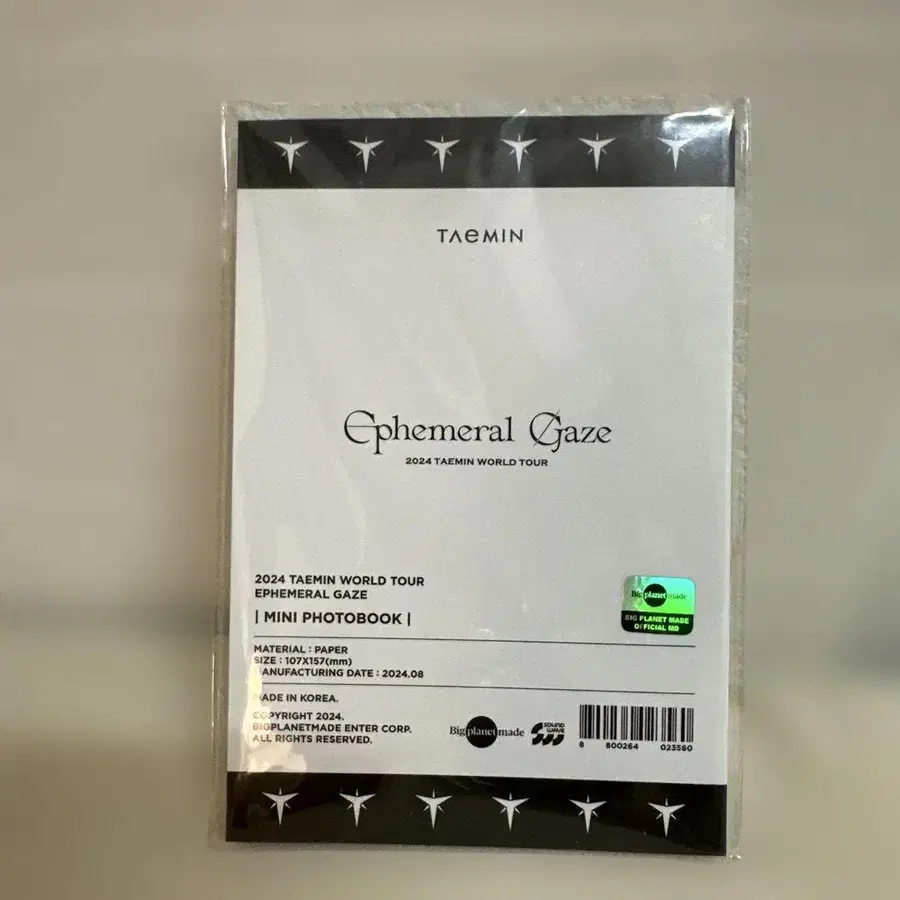 TAeMIN
Ephemeral Gaze
2024 TAEMIN WORLD TOUR
2024 TAEMIN WORLD TOUR
EPHEMERAL GAZE
| MINI PHOTOBOOK |
Big planet made
BIG PLANET MADE
OFFICIAL MD
MATERIAL : PAPER
SIZE : 107X157(mm)
MANUFACTURING DATE : 2024.08
MADE IN KOREA.
COPYRIGHT 2024.
BIGPLANETMADE ENTER CORP.
ALL RIGHTS RESERVED.
Big planet made
SOUND WAVE
8 800264 023560